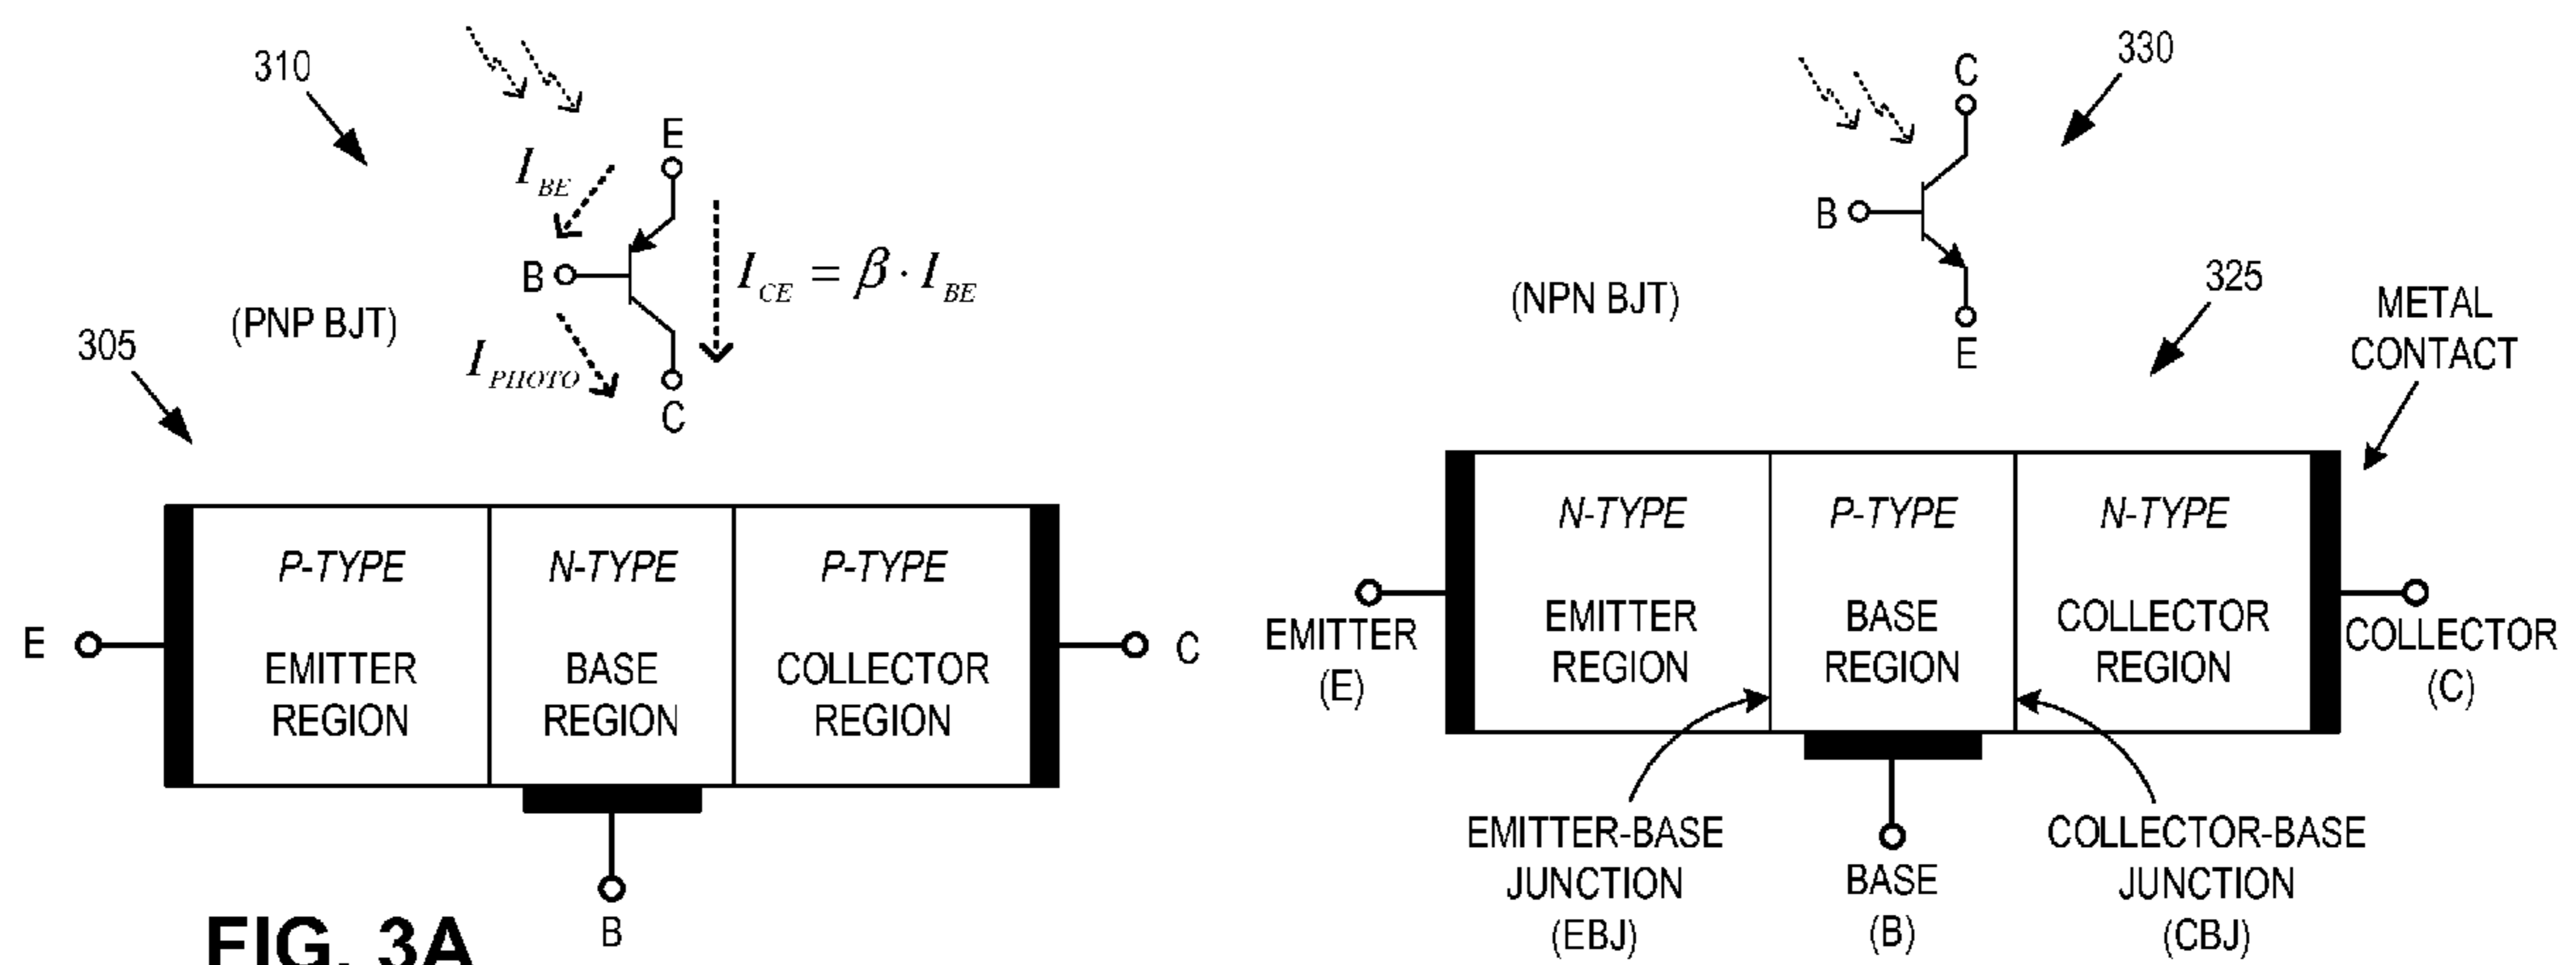 310
E
I_BE
B
I_CE = β · I_BE
(PNP BJT)
305
I_PHOTO
C
P-TYPE
EMITTER
REGION
N-TYPE
BASE
REGION
P-TYPE
COLLECTOR
REGION
E
C
B
FIG. 3A
330
C
B
E
(NPN BJT)
325
METAL
CONTACT
N-TYPE
EMITTER
REGION
P-TYPE
BASE
REGION
N-TYPE
COLLECTOR
REGION
EMITTER
(E)
COLLECTOR
(C)
EMITTER-BASE
JUNCTION
(EBJ)
BASE
(B)
COLLECTOR-BASE
JUNCTION
(CBJ)